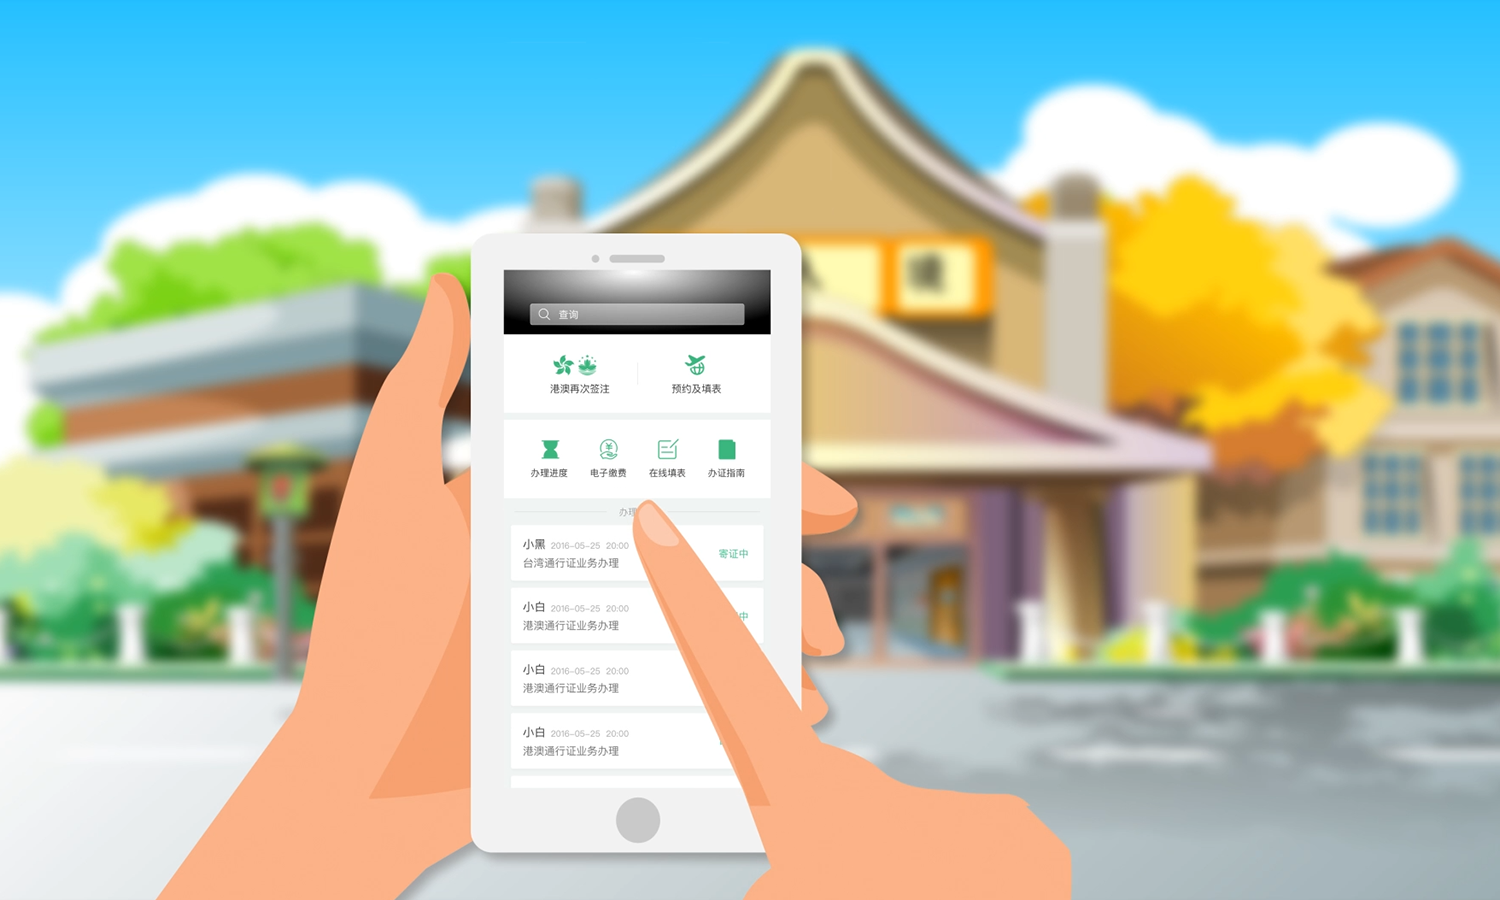 查询
港澳再次签注 预约及填表
办理进度 电子缴费 在线填表 办证指南
办理
小黑 2016-05-25 20:00
台湾通行证业务办理 寄证中
小白 2016-05-25 20:00
港澳通行证业务办理 中
小白 2016-05-25 20:00
港澳通行证业务办理
小白 2016-05-25 20:00
港澳通行证业务办理